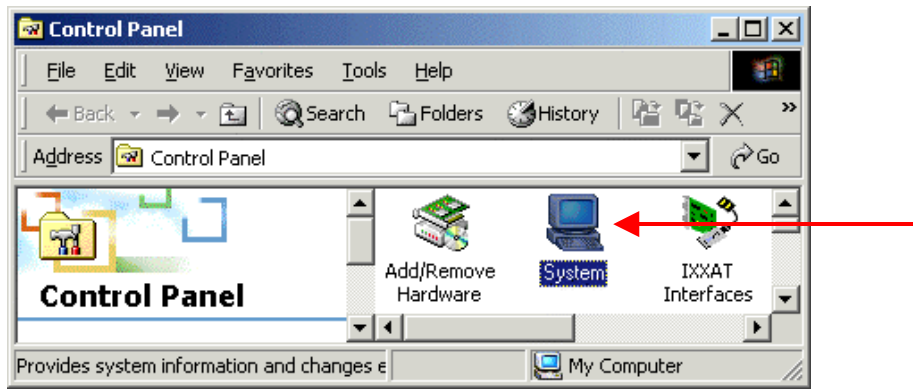 Control Panel
File Edit View Favorites Tools Help
Back Search Folders History »
Address Control Panel Go
Control Panel
Add/Remove
Hardware
System
IXXAT
Interfaces
Provides system information and changes e
My Computer